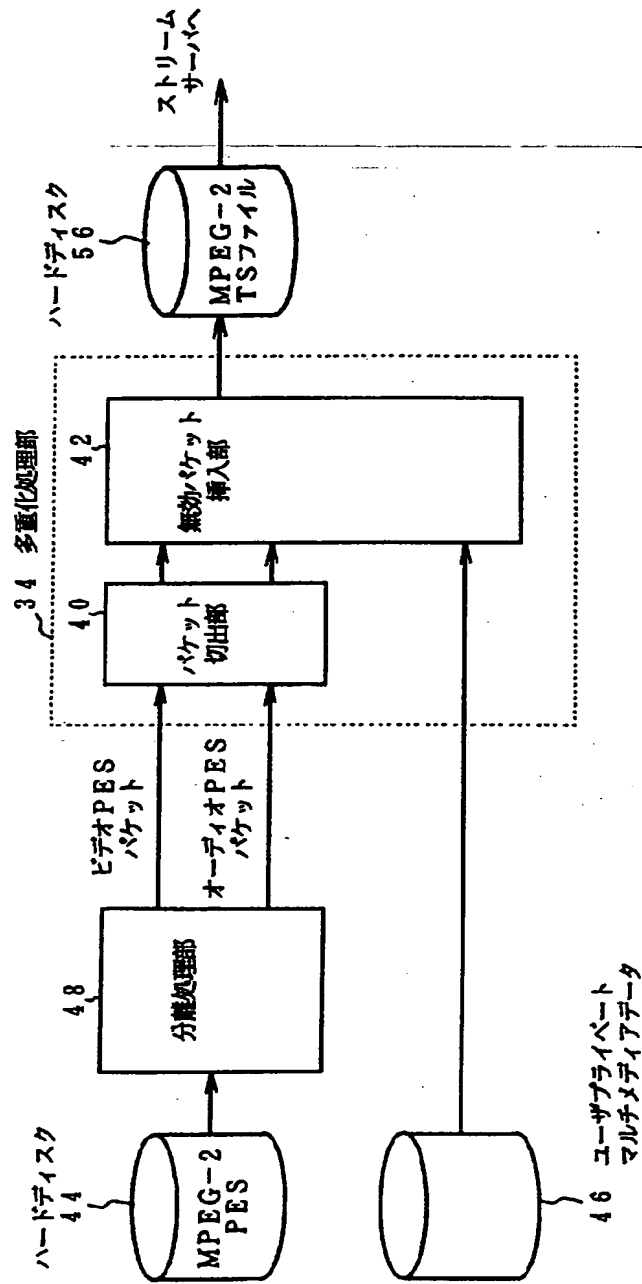 ハードディスク
44
MPEG-2
PES
48
分離処理部
ビデオPES
パケット
オーディオPES
パケット
34 多重化処理部
40
パケット
切出部
42
無効パケット
挿入部
ハードディスク
56
MPEG-2
TSファイル
ストリーム
サーバへ
46 ユーザプライベート
マルチメディアデータ